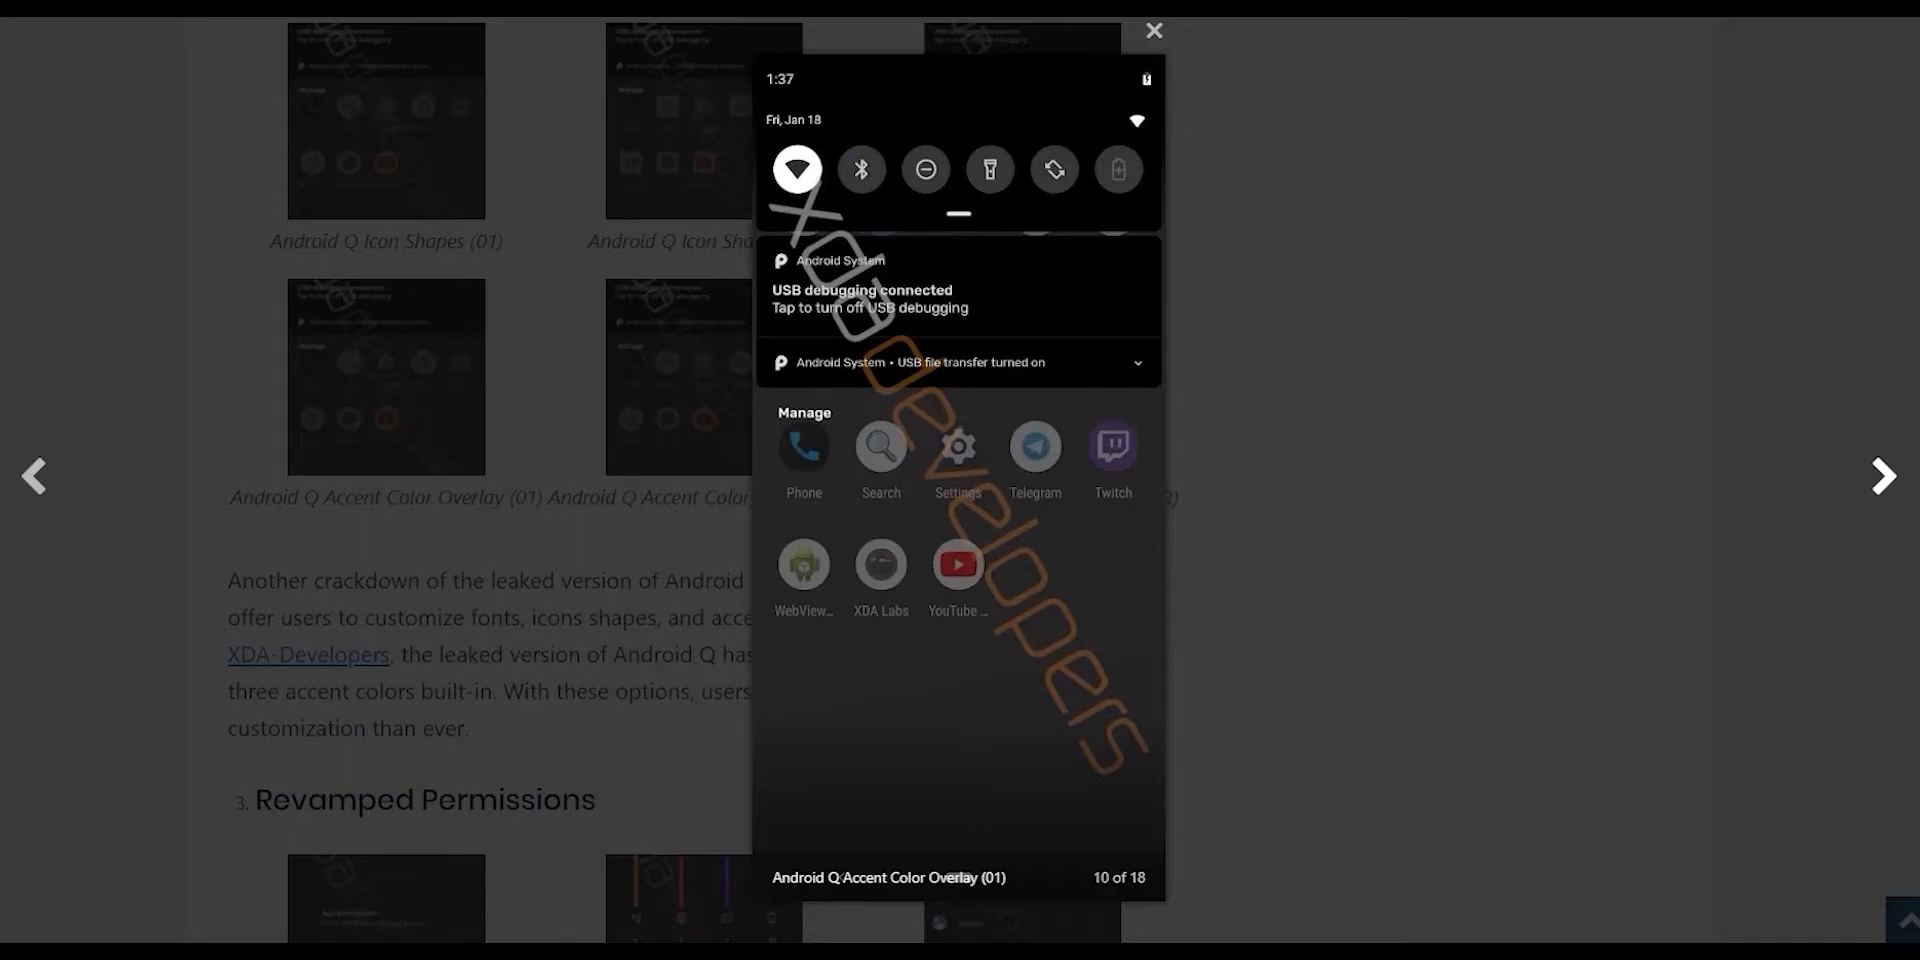 1:37
Fri, Jan 18
Android System
USB debugging connected
Tap to turn off USB debugging
Android System • USB file transfer turned on
Manage
Phone
Search
Settings
Telegram
Twitch
WebView...
XDA Labs
YouTube ...
xdadevelopers
Android Q Accent Color Overlay (01)
10 of 18
Android Q Icon Shapes (01)
Android Q Icon Sha
Android Q Accent Color Overlay (01) Android Q Accent Color
Another crackdown of the leaked version of Android
offer users to customize fonts, icons shapes, and acce
XDA-Developers, the leaked version of Android Q has
three accent colors built-in. With these options, users
customization than ever.
3. Revamped Permissions